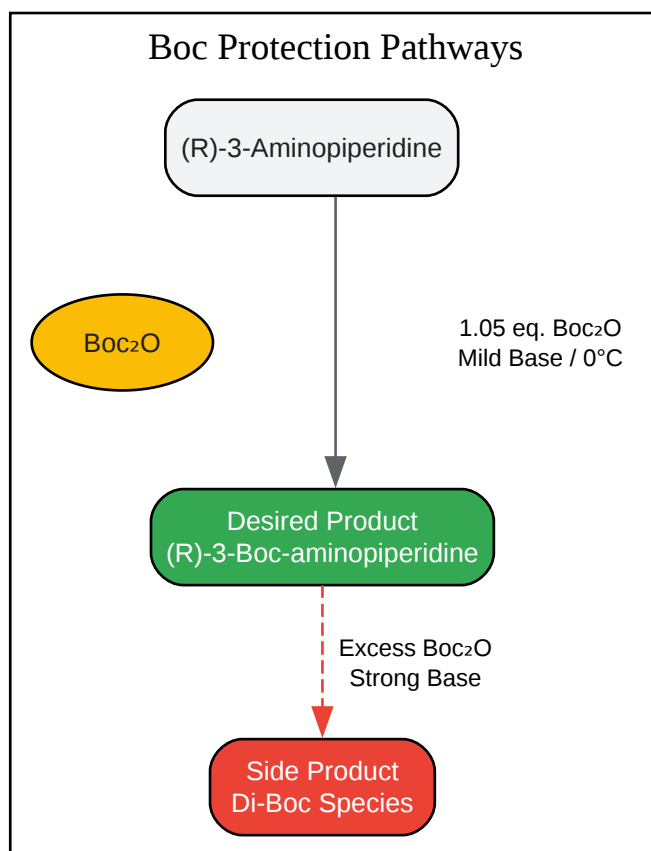 Boc Protection Pathways
(R)-3-Aminopiperidine
Boc₂O
1.05 eq. Boc₂O
Mild Base / 0°C
Desired Product
(R)-3-Boc-aminopiperidine
Excess Boc₂O
Strong Base
Side Product
Di-Boc Species